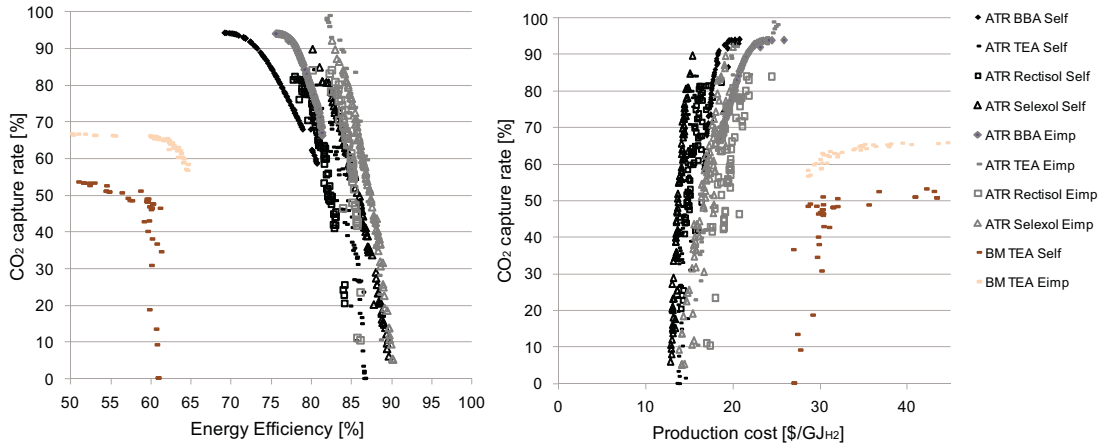 100
90
80
70
60
50
40
30
20
10
0
CO2 capture rate [%]
50 55 60 65 70 75 80 85 90 95 100
Energy Efficiency [%]
100
90
80
70
60
50
40
30
20
10
0
CO2 capture rate [%]
0 10 20 30 40
Production cost [$/GJH2]
ATR BBA Self
ATR TEA Self
ATR Rectisol Self
ATR Selexol Self
ATR BBA Eimp
ATR TEA Eimp
ATR Rectisol Eimp
ATR Selexol Eimp
BM TEA Self
BM TEA Eimp